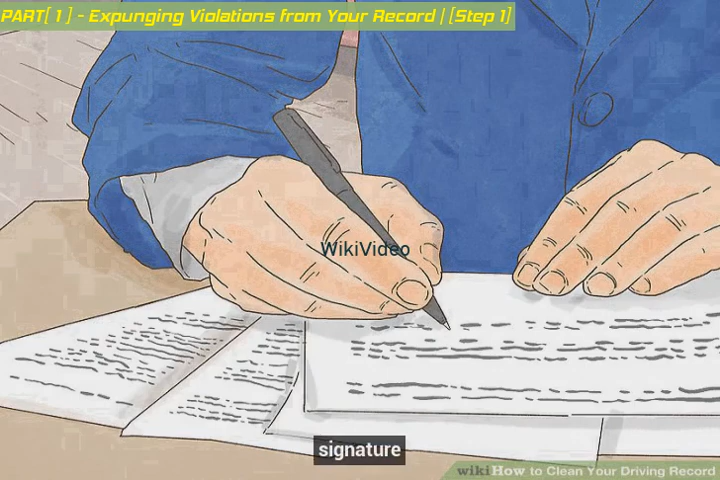 PART[ 1 ] - Expunging Violations from Your Record | [Step 1]
WikiVideo
signature
wikiHow to Clean Your Driving Record